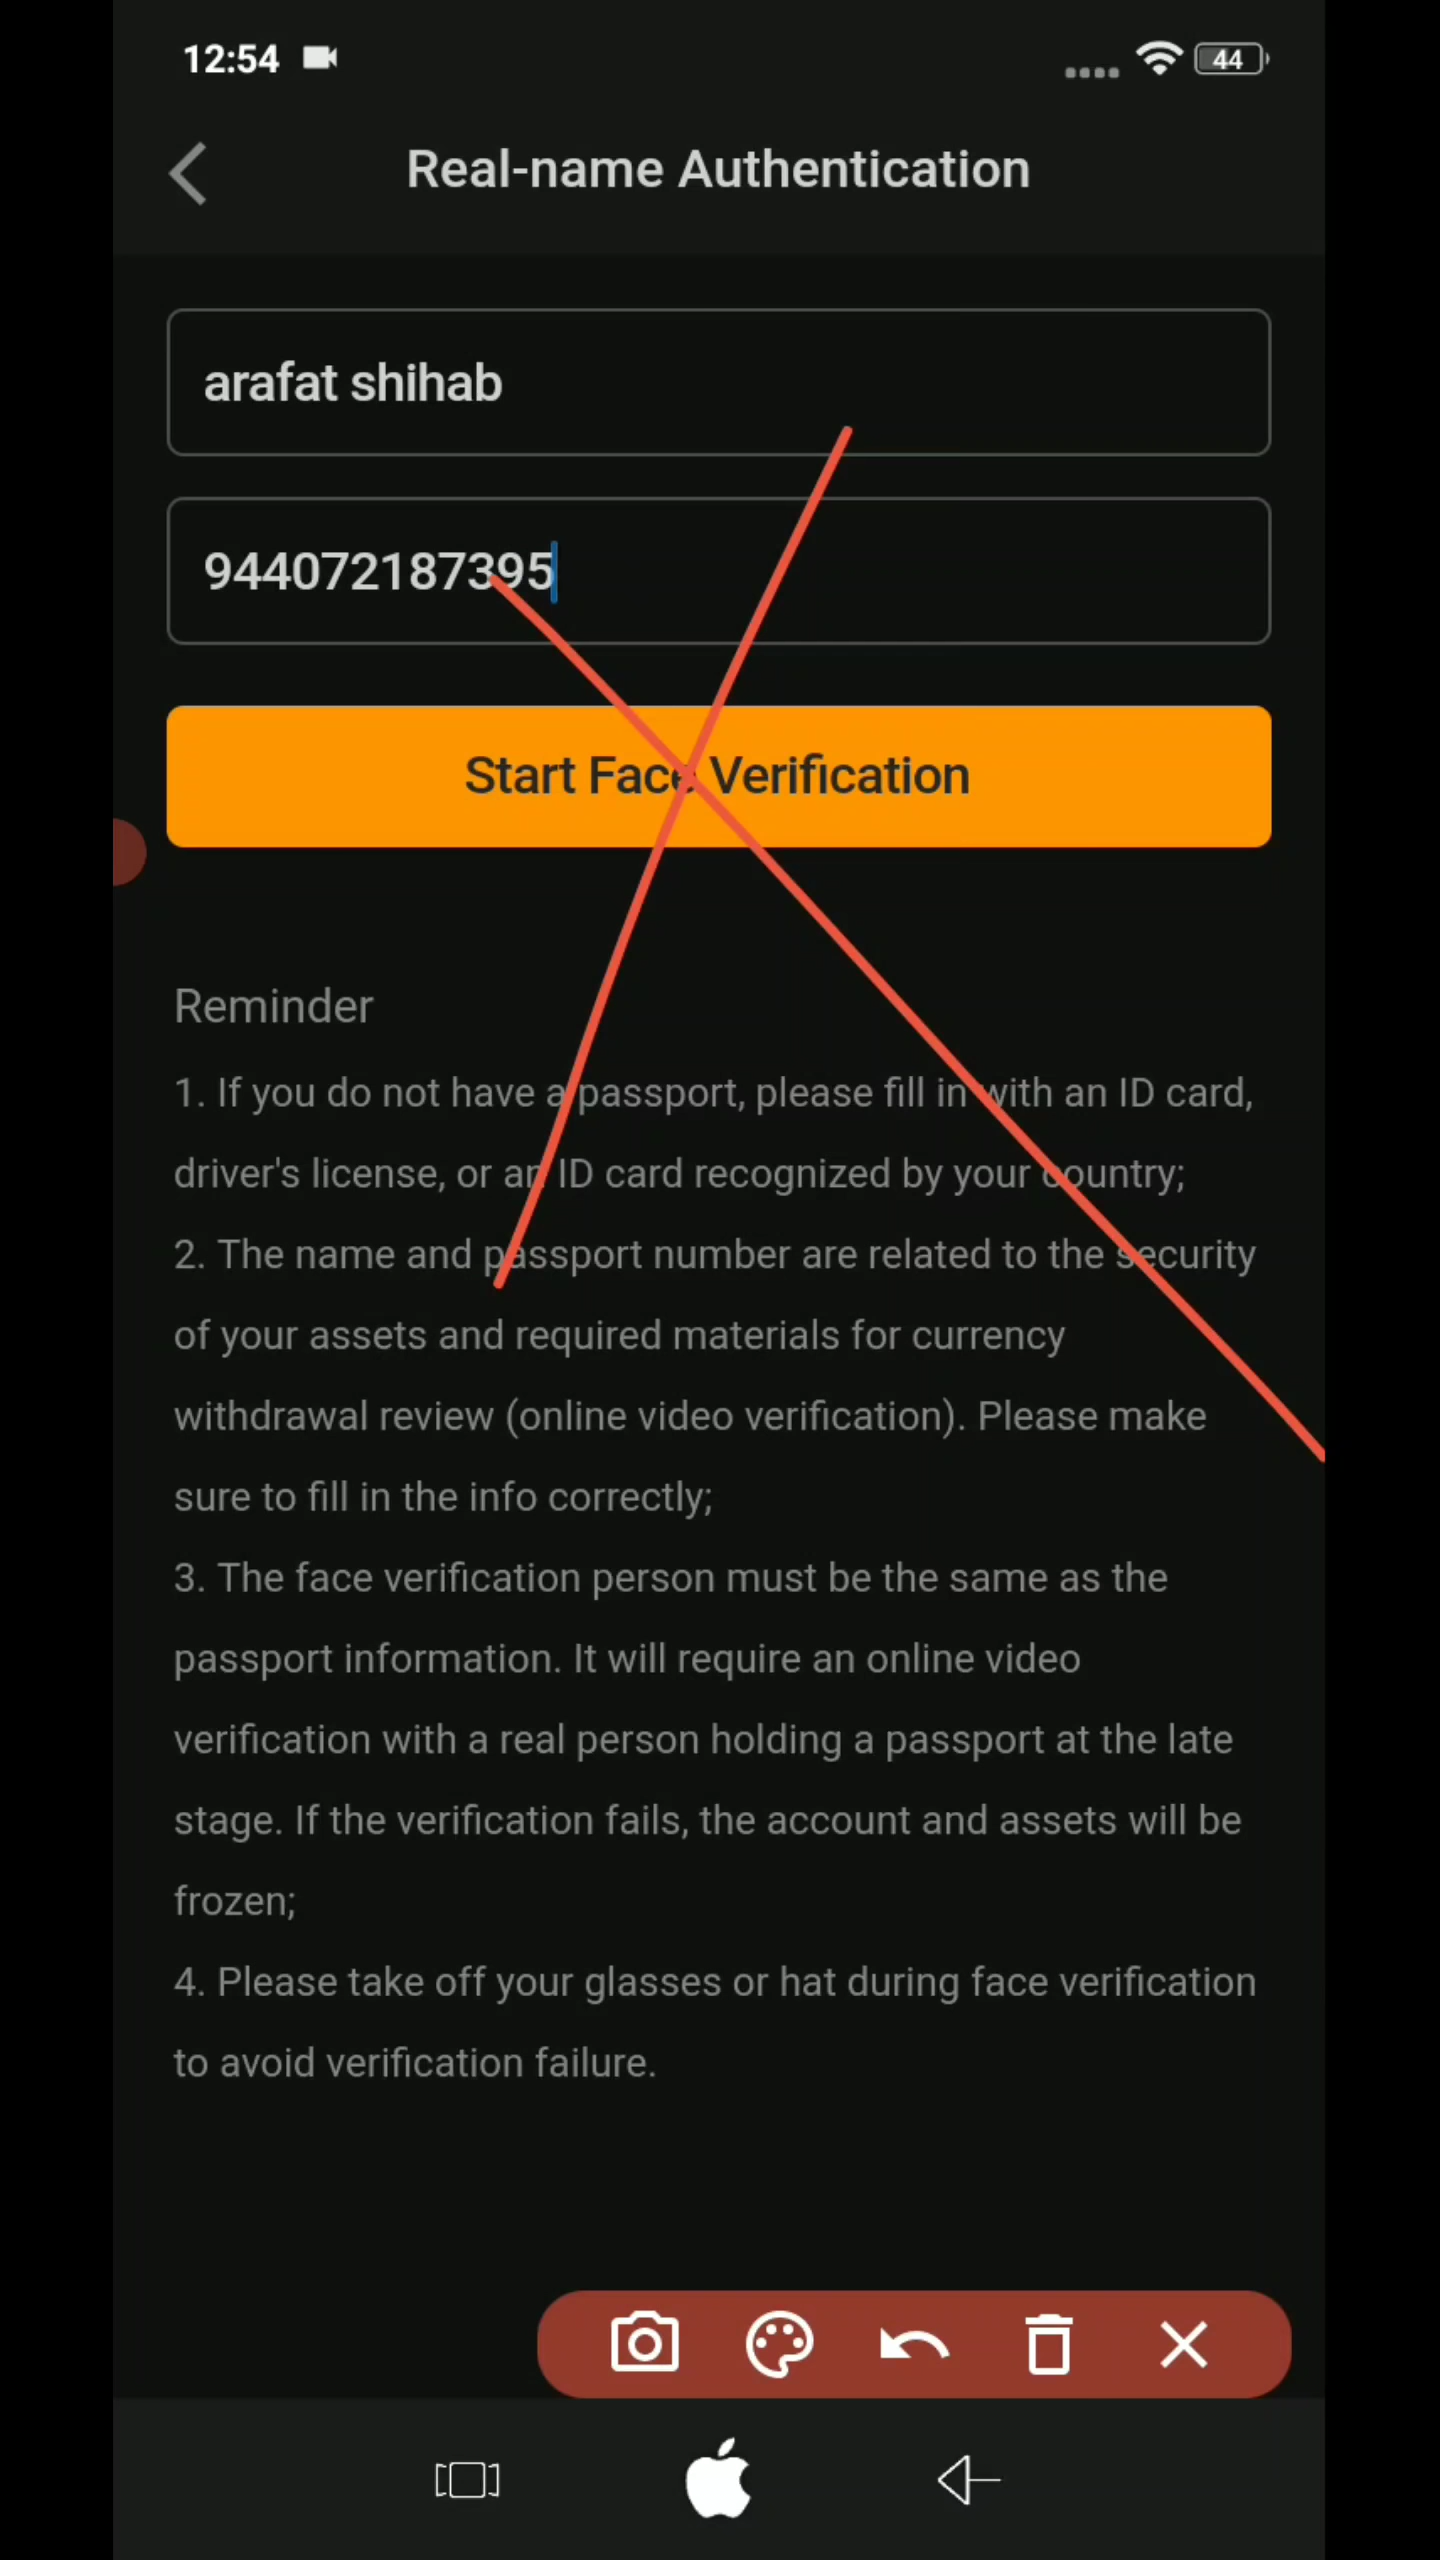 12:54
44
Real-name Authentication
arafat shihab
944072187395
Start Face Verification
Reminder
1. If you do not have a passport, please fill in with an ID card,
driver's license, or an ID card recognized by your country;
2. The name and passport number are related to the security
of your assets and required materials for currency
withdrawal review (online video verification). Please make
sure to fill in the info correctly;
3. The face verification person must be the same as the
passport information. It will require an online video
verification with a real person holding a passport at the late
stage. If the verification fails, the account and assets will be
frozen;
4. Please take off your glasses or hat during face verification
to avoid verification failure.